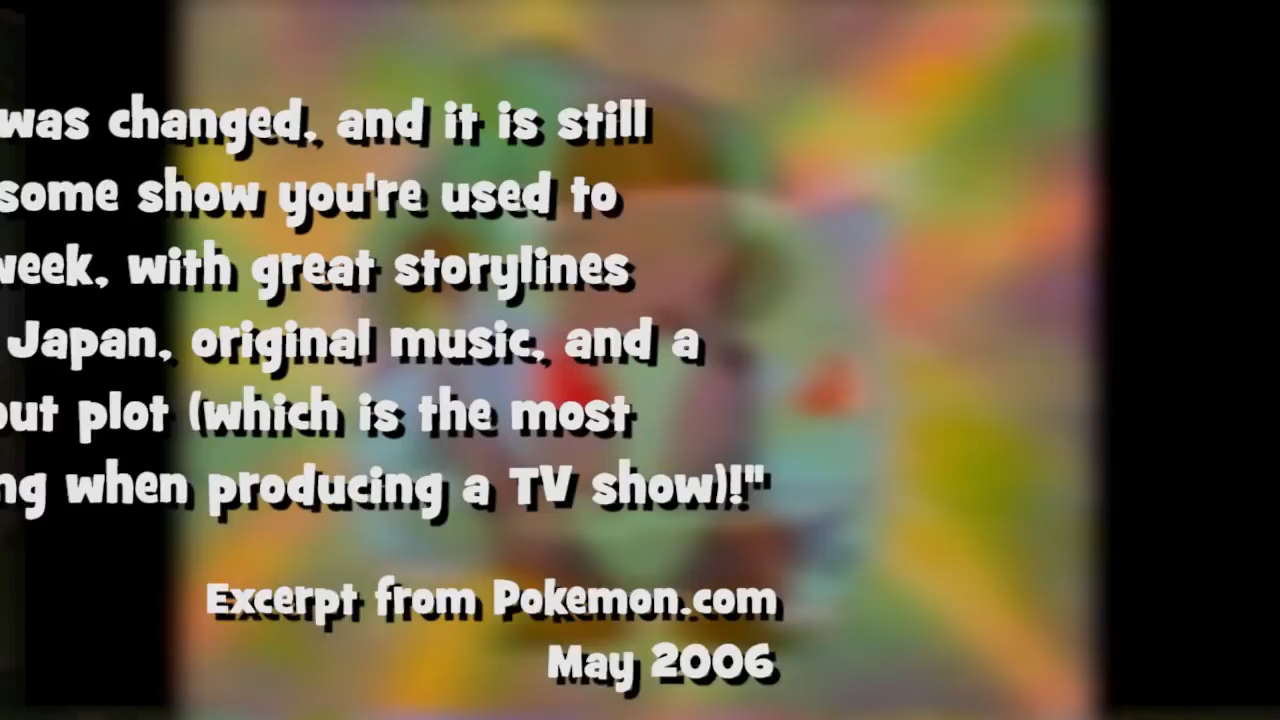 was changed, and it is still
some show you're used to
week, with great storylines
Japan, original music, and a
out plot (which is the most
ng when producing a TV show)!"
Excerpt from Pokemon.com
May 2006